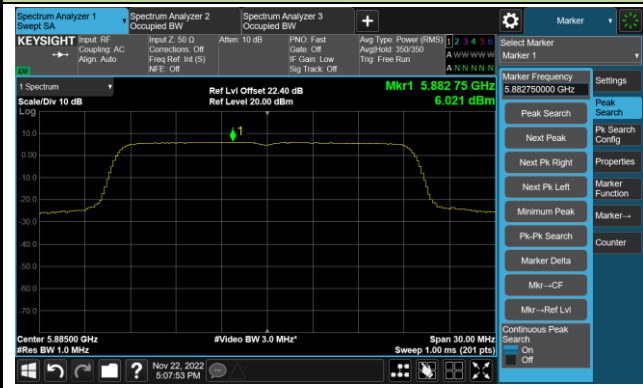 Spectrum Analyzer 1
Swept SA
Spectrum Analyzer 2
Occupied BW
Spectrum Analyzer 3
Occupied BW
Marker
KEYSIGHT
Input: RF
Coupling: AC
Align: Auto
Input Z: 50 Ω
Corrections: Off
Freq Ref: Int (S)
NFE: Off
Atten: 10 dB
PNO: Fast
Gate: Off
IF Gain: Low
Sig Track: Off
Avg Type: Power (RMS)
Avg|Hold: 350/350
Trig: Free Run
1 2 3 4 5 6
A W W W W W
A N N N N N
LXI
1 Spectrum
Scale/Div 10 dB
Log
Ref Lvl Offset 22.40 dB
Ref Level 20.00 dBm
Mkr1 5.882 75 GHz
6.021 dBm
1
10.0
0.00
-10.0
-20.0
-30.0
-40.0
-50.0
-60.0
-70.0
Center 5.88500 GHz
#Res BW 1.0 MHz
#Video BW 3.0 MHz*
Span 30.00 MHz
Sweep 1.00 ms (201 pts)
Nov 22, 2022
5:07:53 PM
Select Marker
Marker 1
Marker Frequency
5.882750000 GHz
Peak Search
Next Peak
Next Pk Right
Next Pk Left
Minimum Peak
Pk-Pk Search
Marker Delta
Mkr→CF
Mkr→Ref Lvl
Continuous Peak
Search
On
Off
Settings
Peak
Search
Pk Search
Config
Properties
Marker
Function
Marker→
Counter